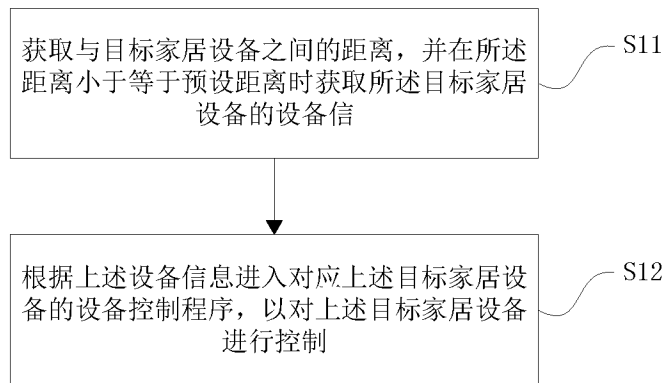 获取与目标家居设备之间的距离，并在所述
距离小于等于预设距离时获取所述目标家居
设备的设备信
S11
根据上述设备信息进入对应上述目标家居设
备的设备控制程序，以对上述目标家居设备
进行控制
S12